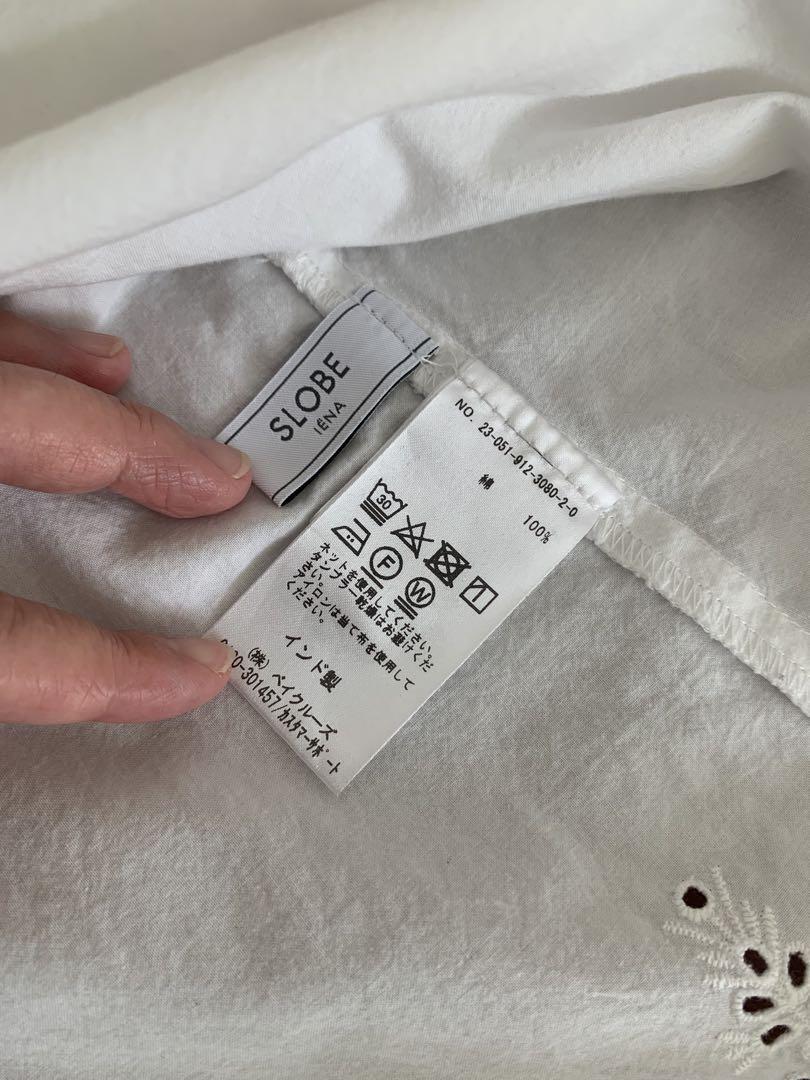 SLOBE
IÉNA
NO. 23-051-912-3080-2-0
綿 100%
30
F W
ネットを使用してください。
タンブラー乾燥はお避けくだ
さい。
アイロンは当て布を使用して
ください。
インド製
(株) ベイクルーズ
20-301457/カスタマーサポート